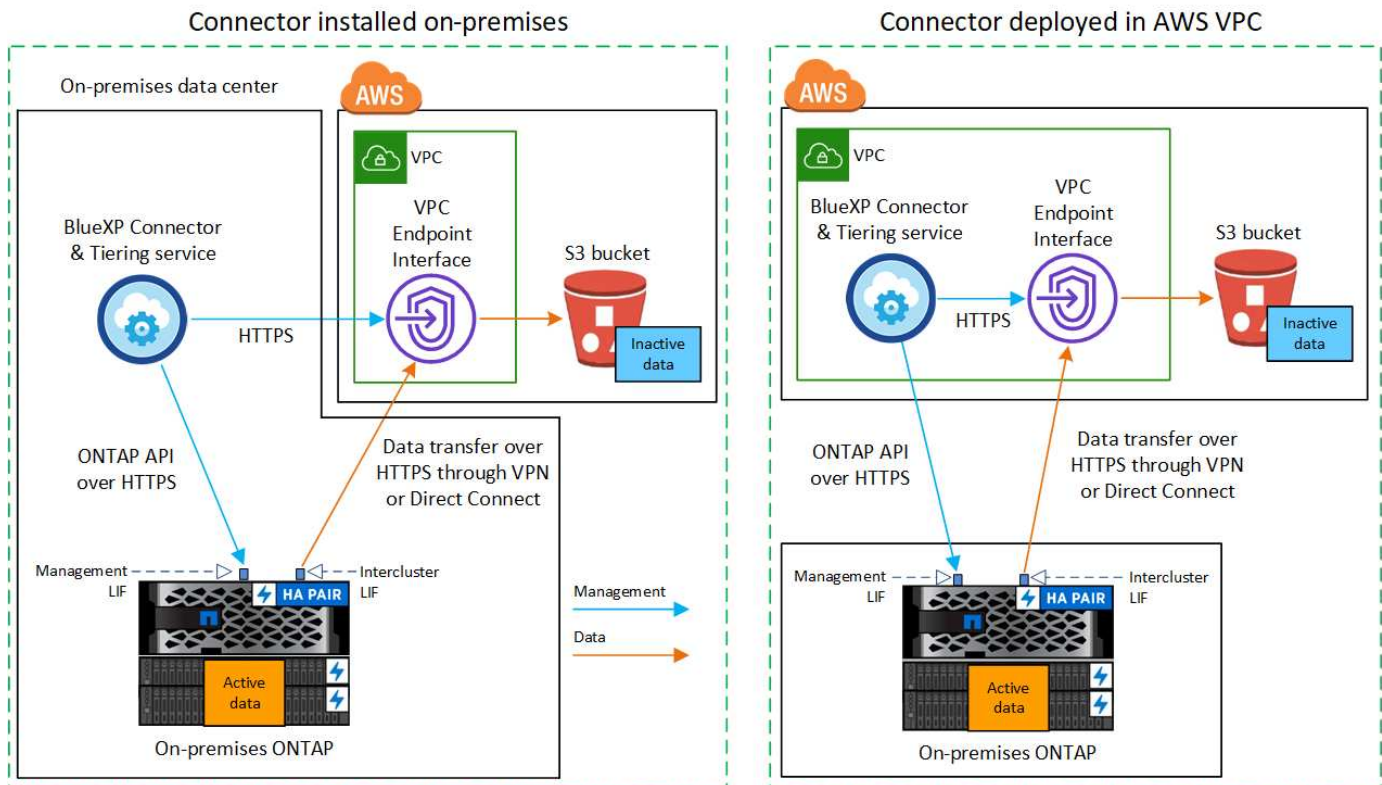 Connector installed on-premises
On-premises data center
AWS
VPC
BlueXP Connector
& Tiering service
VPC
Endpoint
Interface
S3 bucket
HTTPS
Inactive
data
ONTAP API
over HTTPS
Data transfer over
HTTPS through VPN
or Direct Connect
Management
LIF
Intercluster
LIF
HA PAIR
Active
data
On-premises ONTAP
Management
Data
Connector deployed in AWS VPC
AWS
VPC
BlueXP Connector
& Tiering service
VPC
Endpoint
Interface
S3 bucket
HTTPS
Inactive
data
ONTAP API
over HTTPS
Data transfer over
HTTPS through VPN
or Direct Connect
Management
LIF
Intercluster
LIF
HA PAIR
Active
data
On-premises ONTAP